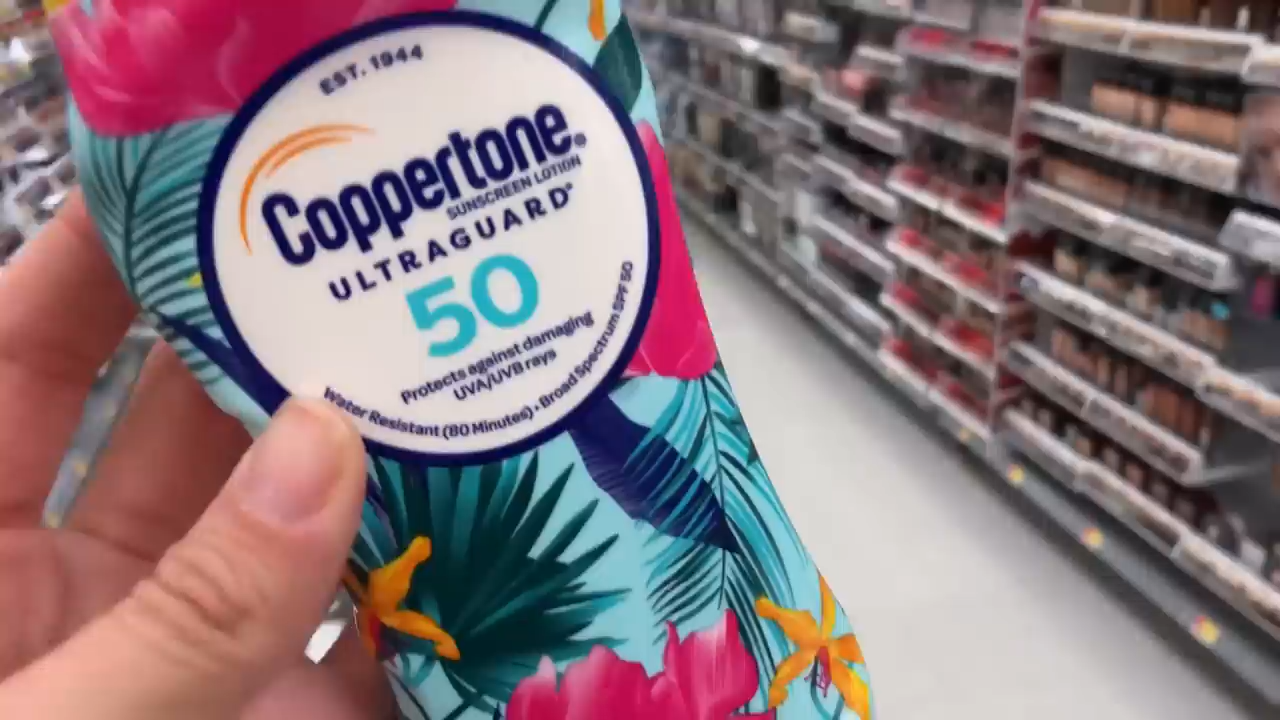 EST. 1944
Coppertone®
SUNSCREEN LOTION
ULTRAGUARD®
50
Protects against damaging
UVA/UVB rays
Water Resistant (80 Minutes) • Broad Spectrum SPF 50